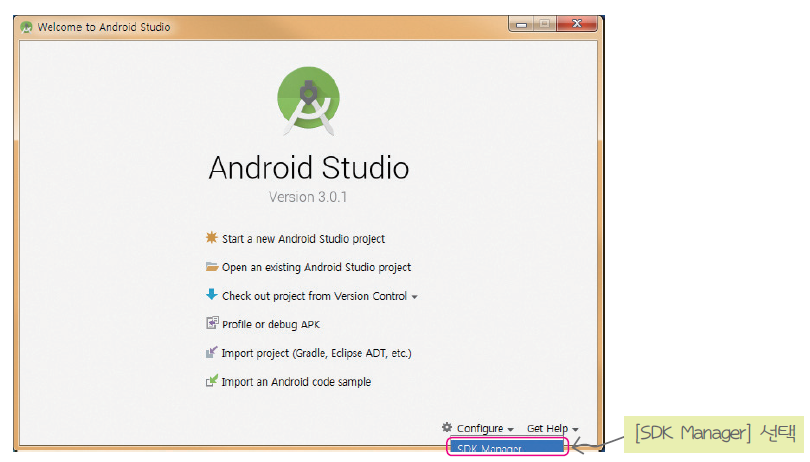 Welcome to Android Studio
Android Studio
Version 3.0.1
Start a new Android Studio project
Open an existing Android Studio project
Check out project from Version Control
Profile or debug APK
Import project (Gradle, Eclipse ADT, etc.)
Import an Android code sample
Configure Get Help
SDK Manager
[SDK Manager] 선택